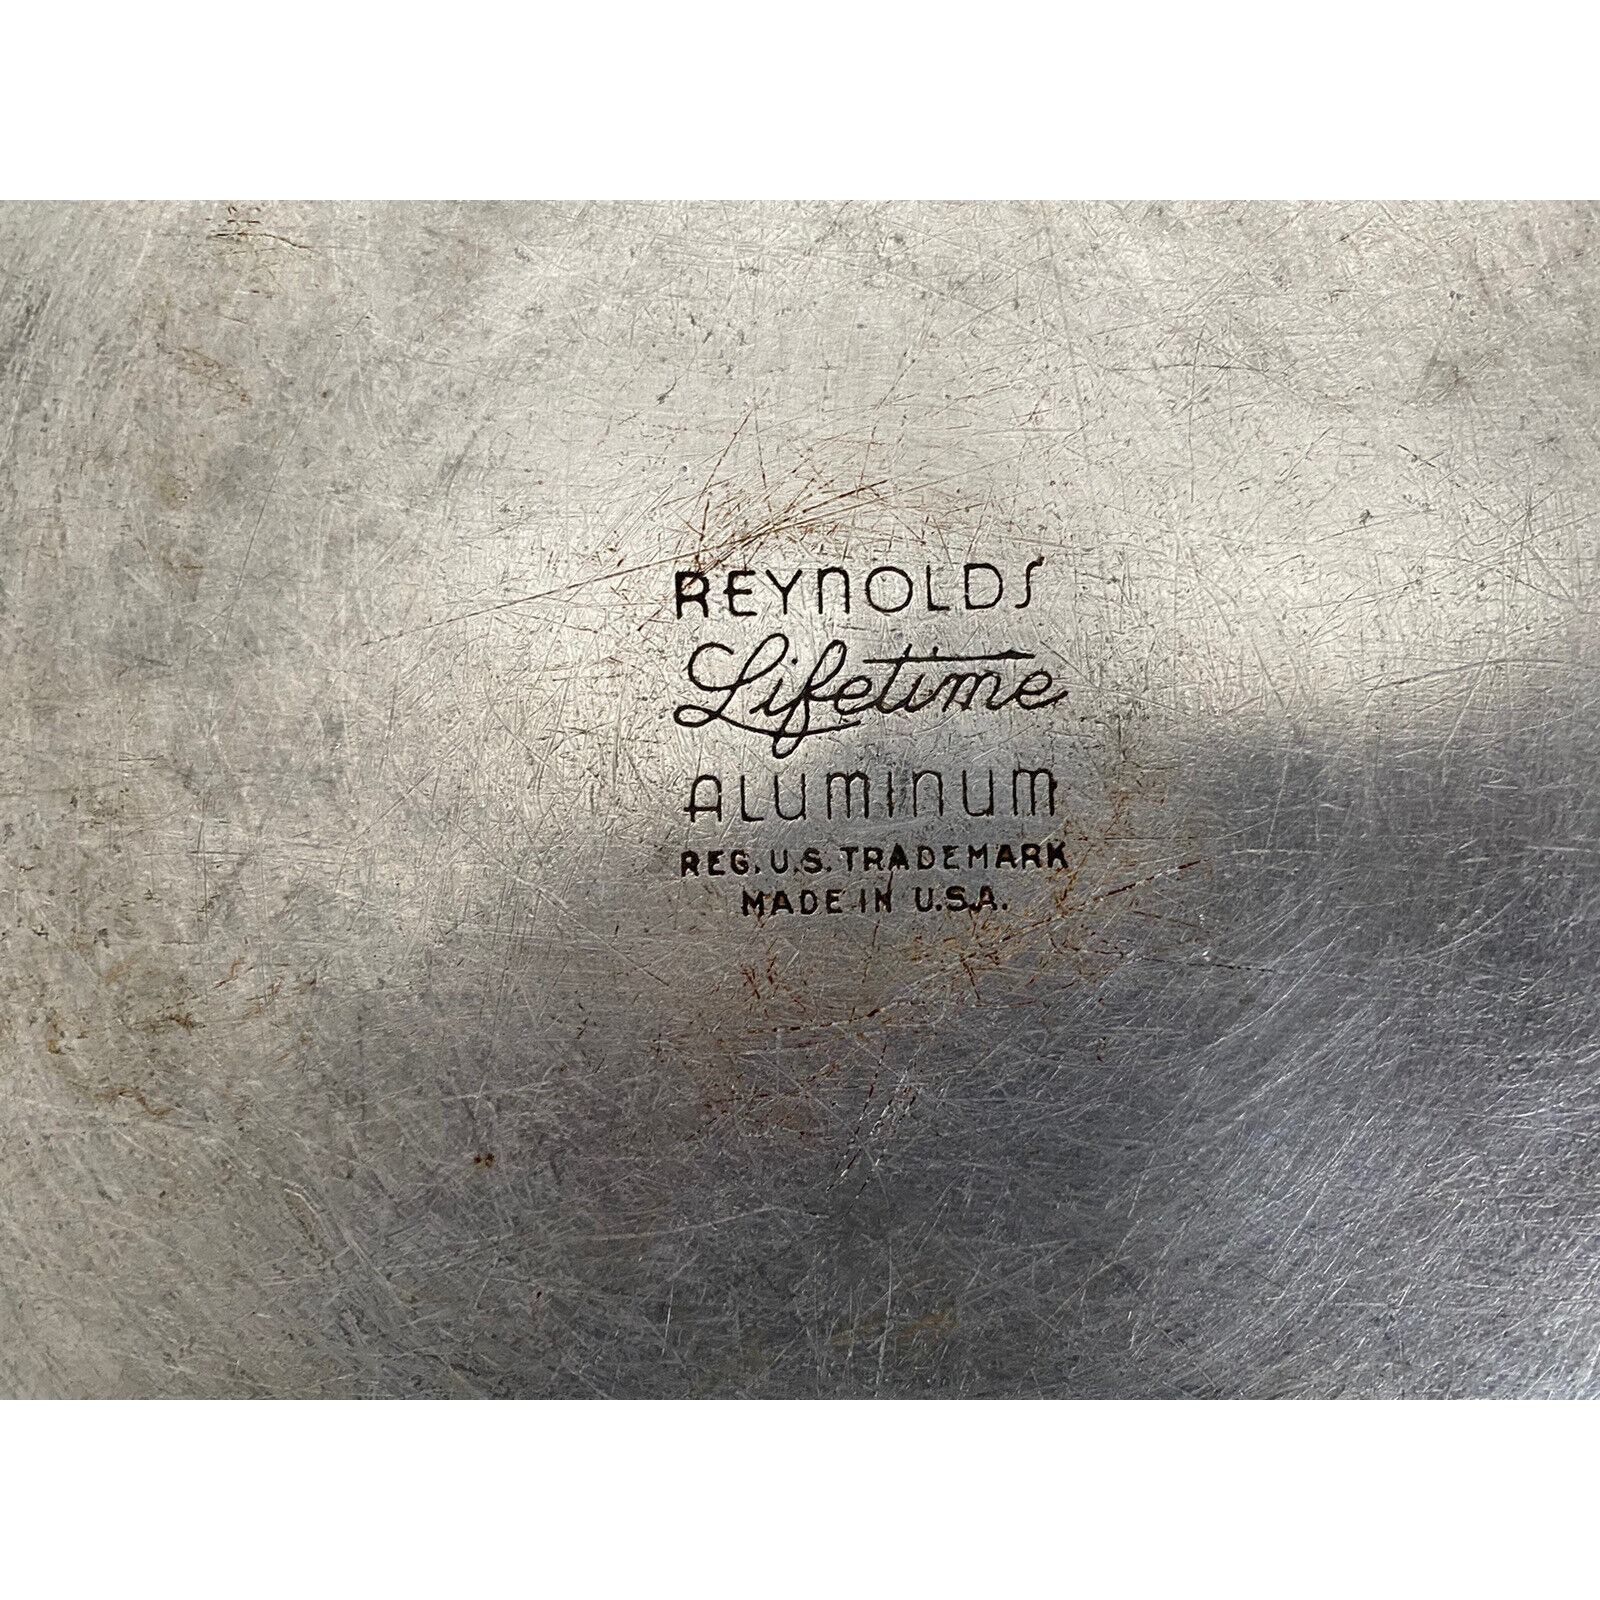 REYNOLDS
Lifetime
ALUMINUM
REG. U.S. TRADEMARK
MADE IN U.S.A.